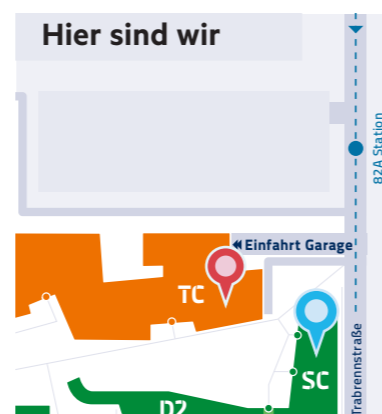 Hier sind wir
82A Station
Einfahrt Garage
TC
Trabrennstraße
SC
D2